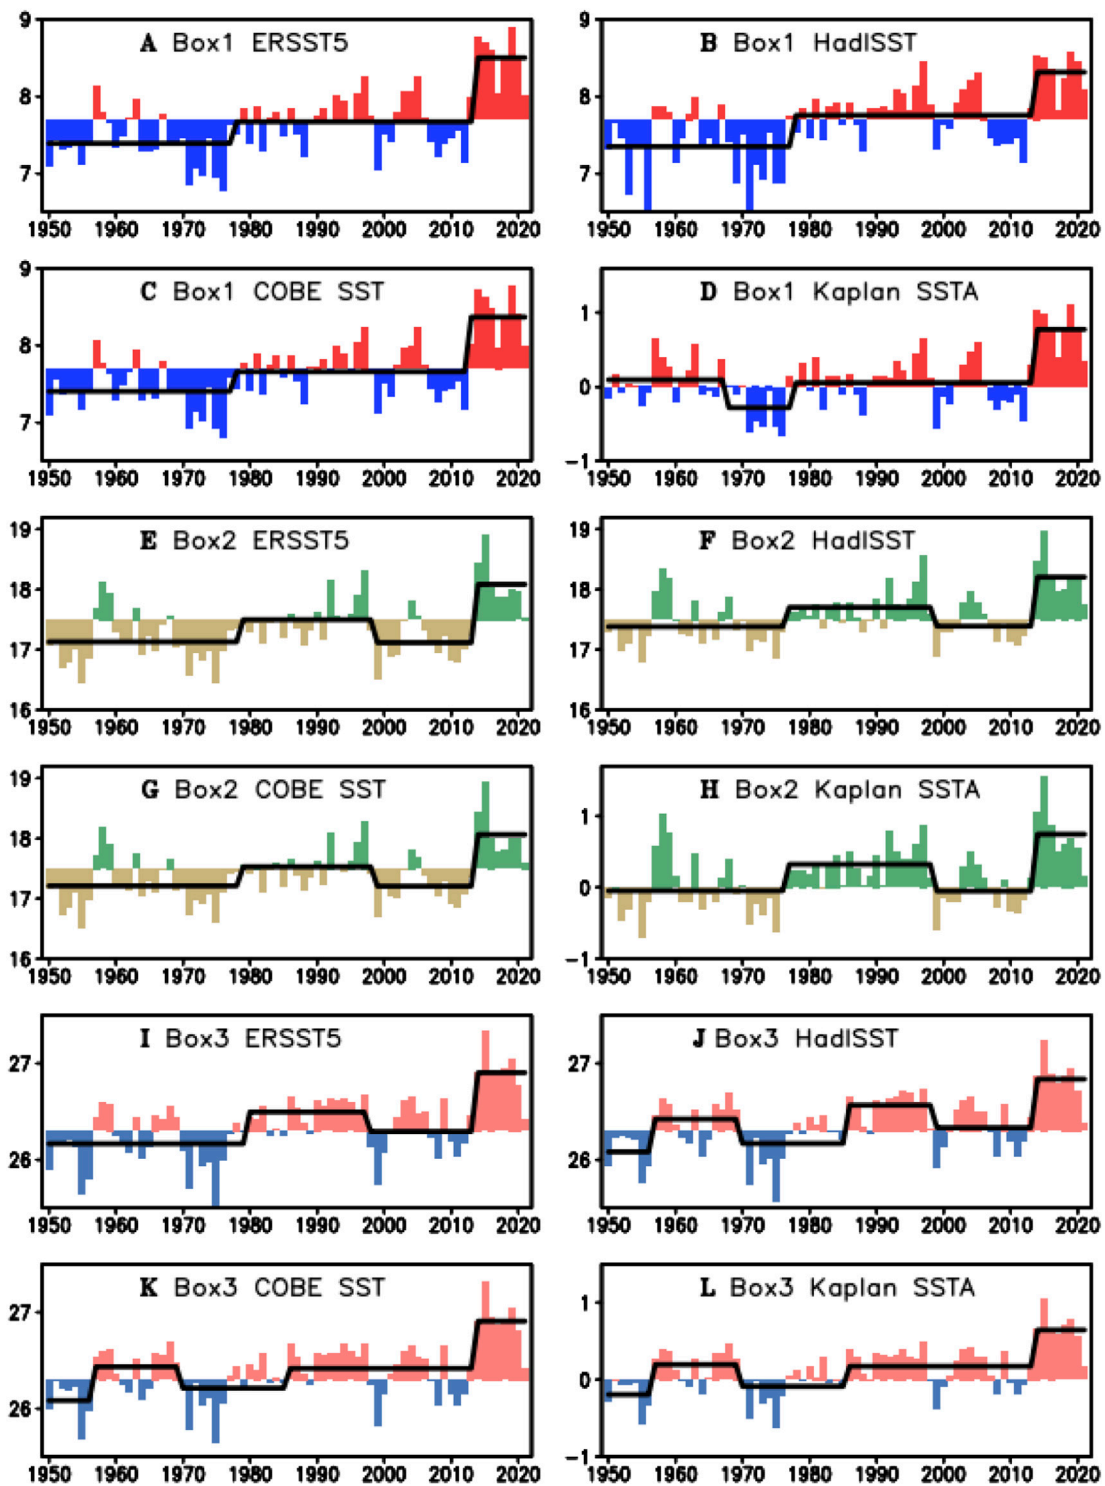 A Box1 ERSST5
9
8
7
1950 1960 1970 1980 1990 2000 2010 2020
B Box1 HadISST
9
8
7
1950 1960 1970 1980 1990 2000 2010 2020
C Box1 COBE SST
9
8
7
1950 1960 1970 1980 1990 2000 2010 2020
D Box1 Kaplan SSTA
1
0
-1
1950 1960 1970 1980 1990 2000 2010 2020
E Box2 ERSST5
19
18
17
16
1950 1960 1970 1980 1990 2000 2010 2020
F Box2 HadISST
19
18
17
16
1950 1960 1970 1980 1990 2000 2010 2020
G Box2 COBE SST
19
18
17
16
1950 1960 1970 1980 1990 2000 2010 2020
H Box2 Kaplan SSTA
1
0
-1
1950 1960 1970 1980 1990 2000 2010 2020
I Box3 ERSST5
27
26
1950 1960 1970 1980 1990 2000 2010 2020
J Box3 HadISST
27
26
1950 1960 1970 1980 1990 2000 2010 2020
K Box3 COBE SST
27
26
1950 1960 1970 1980 1990 2000 2010 2020
L Box3 Kaplan SSTA
1
0
-1
1950 1960 1970 1980 1990 2000 2010 2020